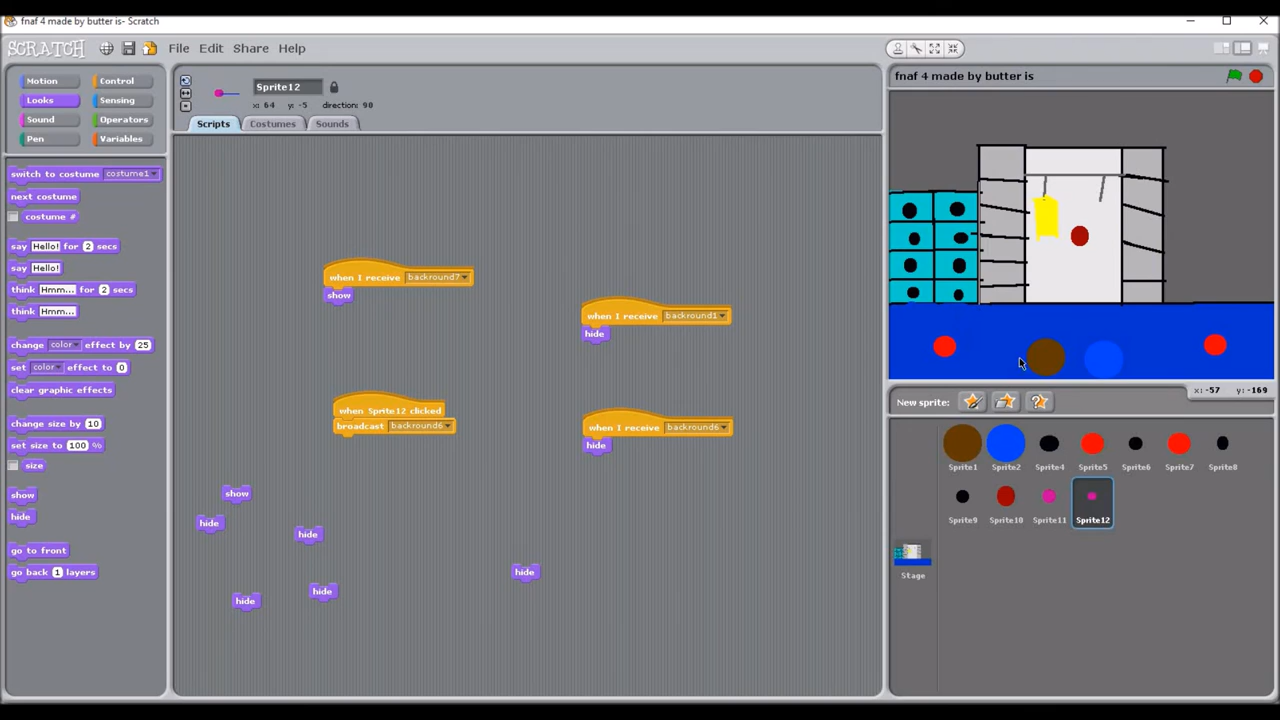 fnaf 4 made by butter is- Scratch
SCRATCH File Edit Share Help
Motion Control
Looks Sensing
Sound Operators
Pen Variables
Sprite12
x: 64 y: -5 direction: 90
Scripts Costumes Sounds
fnaf 4 made by butter is
switch to costume costume1
next costume
costume #
say Hello! for 2 secs
say Hello!
think Hmm... for 2 secs
think Hmm...
change color effect by 25
set color effect to 0
clear graphic effects
change size by 10
set size to 100 %
size
show
hide
go to front
go back 1 layers
when I receive backround7
show
when I receive backround1
hide
when Sprite12 clicked
broadcast backround6
when I receive backround6
hide
show
hide
hide
hide
hide
hide
x: -57 y: -169
New sprite:
Sprite1 Sprite2 Sprite4 Sprite5 Sprite6 Sprite7 Sprite8
Sprite9 Sprite10 Sprite11 Sprite12
Stage